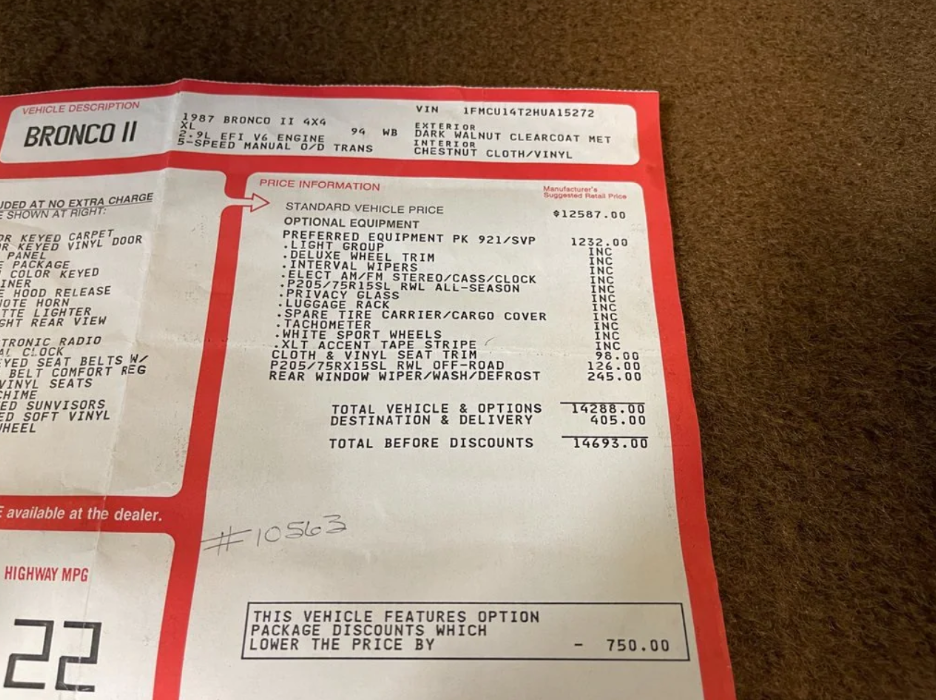 VEHICLE DESCRIPTION
BRONCO II
1987 BRONCO II 4X4
XL
2.9L EFI V6 ENGINE 94 WB
5-SPEED MANUAL O/D TRANS
VIN 1FMCU14T2HUA15272
EXTERIOR
DARK WALNUT CLEARCOAT MET
INTERIOR
CHESTNUT CLOTH/VINYL
UDED AT NO EXTRA CHARGE
E SHOWN AT RIGHT:
OR KEYED CARPET
R KEYED VINYL DOOR
PANEL
E PACKAGE
COLOR KEYED
INER
E HOOD RELEASE
NOTE HORN
TTE LIGHTER
GHT REAR VIEW
TRONIC RADIO
AL CLOCK
EYED SEAT BELTS W/
BELT COMFORT REG
VINYL SEATS
CHIME
ED SUNVISORS
ED SOFT VINYL
HEEL
PRICE INFORMATION
Manufacturer's
Suggested Retail Price
STANDARD VEHICLE PRICE $12587.00
OPTIONAL EQUIPMENT
PREFERRED EQUIPMENT PK 921/SVP 1232.00
.LIGHT GROUP INC
.DELUXE WHEEL TRIM INC
.INTERVAL WIPERS INC
.ELECT AM/FM STEREO/CASS/CLOCK INC
.P205/75R15SL RWL ALL-SEASON INC
.PRIVACY GLASS INC
.LUGGAGE RACK INC
.SPARE TIRE CARRIER/CARGO COVER INC
.TACHOMETER INC
.WHITE SPORT WHEELS INC
.XLT ACCENT TAPE STRIPE INC
CLOTH & VINYL SEAT TRIM 98.00
P205/75RX15SL RWL OFF-ROAD 126.00
REAR WINDOW WIPER/WASH/DEFROST 245.00
TOTAL VEHICLE & OPTIONS 14288.00
DESTINATION & DELIVERY 405.00
TOTAL BEFORE DISCOUNTS 14693.00
E available at the dealer.
#10563
HIGHWAY MPG
22
THIS VEHICLE FEATURES OPTION
PACKAGE DISCOUNTS WHICH
LOWER THE PRICE BY - 750.00